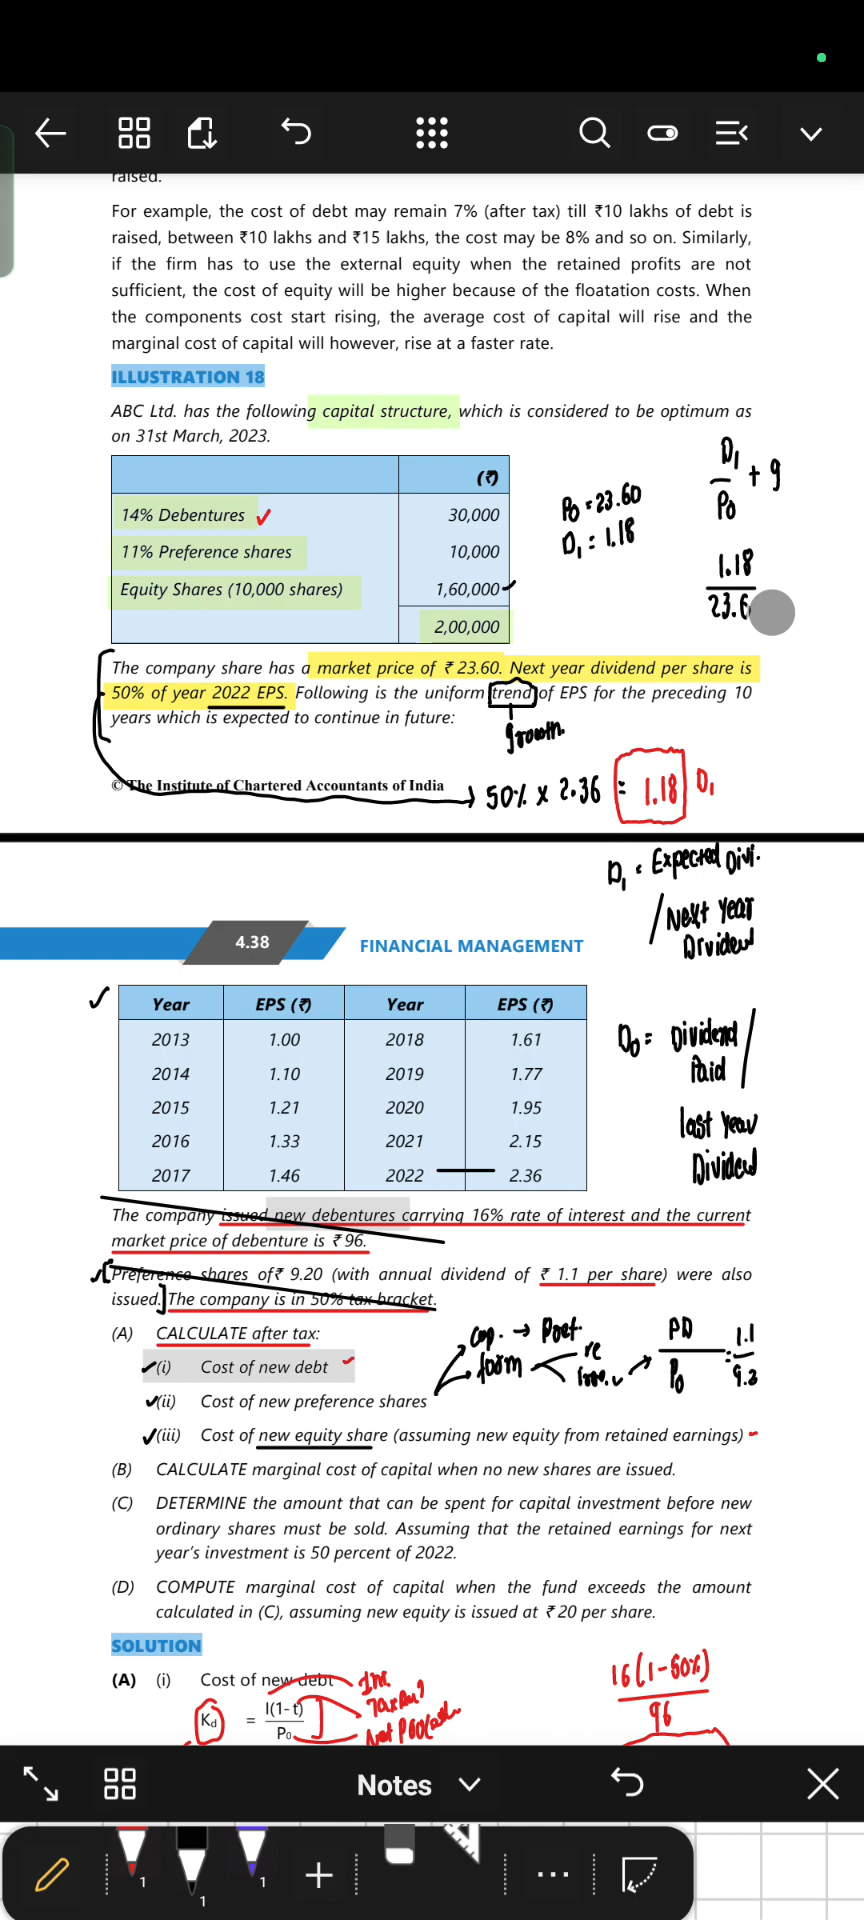 raised.
For example, the cost of debt may remain 7% (after tax) till ₹10 lakhs of debt is
raised, between ₹10 lakhs and ₹15 lakhs, the cost may be 8% and so on. Similarly,
if the firm has to use the external equity when the retained profits are not
sufficient, the cost of equity will be higher because of the floatation costs. When
the components cost start rising, the average cost of capital will rise and the
marginal cost of capital will however, rise at a faster rate.
ILLUSTRATION 18
ABC Ltd. has the following capital structure, which is considered to be optimum as
on 31st March, 2023.
(₹)
14% Debentures 30,000
11% Preference shares 10,000
Equity Shares (10,000 shares) 1,60,000
2,00,000
P0 = 23.60
D1 = 1.18
D1
P0
+ g
1.18
23.6
The company share has a market price of ₹ 23.60. Next year dividend per share is
50% of year 2022 EPS. Following is the uniform trend of EPS for the preceding 10
years which is expected to continue in future:
growth.
© The Institute of Chartered Accountants of India
50% x 2.36 = 1.18 D1
D1 = Expected Divi.
/ Next Year
Dividend
4.38 FINANCIAL MANAGEMENT
Year EPS (₹) Year EPS (₹)
2013 1.00 2018 1.61
2014 1.10 2019 1.77
2015 1.21 2020 1.95
2016 1.33 2021 2.15
2017 1.46 2022 2.36
D0 = Dividend /
Paid
last Year
Dividend
The company issued new debentures carrying 16% rate of interest and the current
market price of debenture is ₹ 96.
Preference shares of ₹ 9.20 (with annual dividend of ₹ 1.1 per share) were also
issued. The company is in 50% tax bracket.
(A) CALCULATE after tax:
(i) Cost of new debt
(ii) Cost of new preference shares
(iii) Cost of new equity share (assuming new equity from retained earnings)
Pref.
re
PD
P0
= 1.1
9.2
(B) CALCULATE marginal cost of capital when no new shares are issued.
(C) DETERMINE the amount that can be spent for capital investment before new
ordinary shares must be sold. Assuming that the retained earnings for next
year's investment is 50 percent of 2022.
(D) COMPUTE marginal cost of capital when the fund exceeds the amount
calculated in (C), assuming new equity is issued at ₹ 20 per share.
SOLUTION
(A) (i) Cost of new debt
Kd = I(1-t)
P0
Int.
16(1-50%)
96
Notes
1
1
1